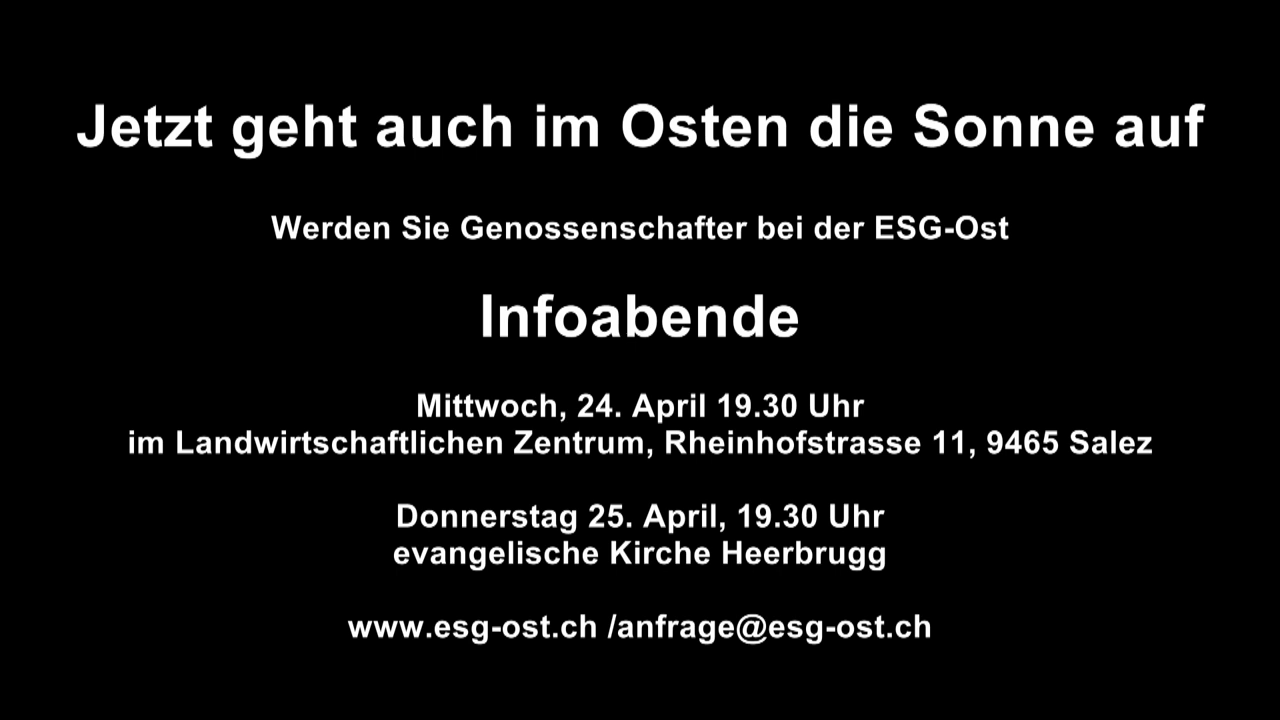 Jetzt geht auch im Osten die Sonne auf
Werden Sie Genossenschafter bei der ESG-Ost
Infoabende
Mittwoch, 24. April 19.30 Uhr
im Landwirtschaftlichen Zentrum, Rheinhofstrasse 11, 9465 Salez
Donnerstag 25. April, 19.30 Uhr
evangelische Kirche Heerbrugg
www.esg-ost.ch /anfrage@esg-ost.ch